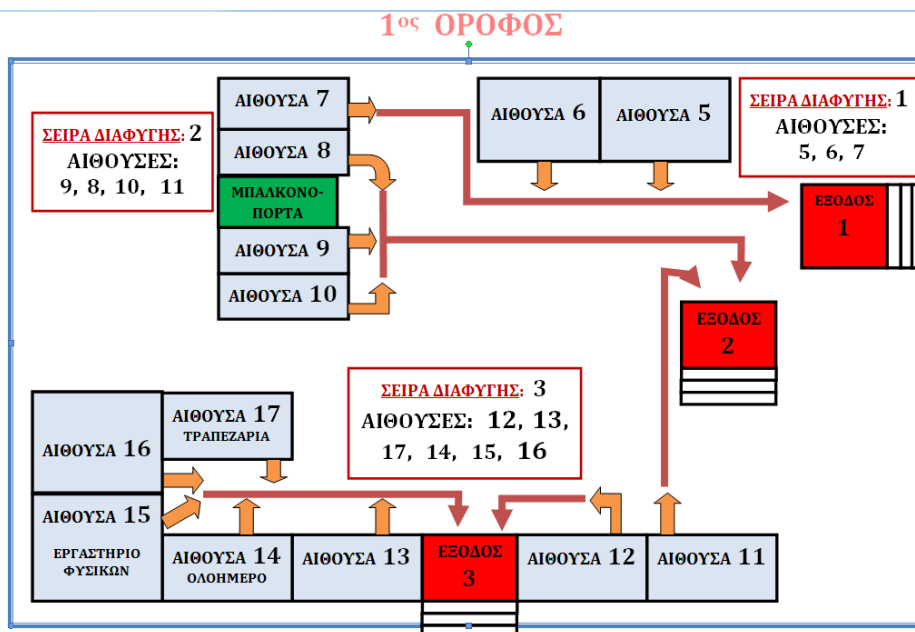 1ος ΟΡΟΦΟΣ
ΑΙΘΟΥΣΑ 7
ΑΙΘΟΥΣΑ 6
ΑΙΘΟΥΣΑ 5
ΣΕΙΡΑ ΔΙΑΦΥΓΗΣ: 1
ΑΙΘΟΥΣΕΣ:
5, 6, 7
ΣΕΙΡΑ ΔΙΑΦΥΓΗΣ: 2
ΑΙΘΟΥΣΕΣ:
9, 8, 10, 11
ΑΙΘΟΥΣΑ 8
ΜΠΑΛΚΟΝΟ-
ΠΟΡΤΑ
ΑΙΘΟΥΣΑ 9
ΑΙΘΟΥΣΑ 10
ΕΞΟΔΟΣ
1
ΕΞΟΔΟΣ
2
ΣΕΙΡΑ ΔΙΑΦΥΓΗΣ: 3
ΑΙΘΟΥΣΕΣ: 12, 13,
17, 14, 15, 16
ΑΙΘΟΥΣΑ 16
ΑΙΘΟΥΣΑ 17
ΤΡΑΠΕΖΑΡΙΑ
ΑΙΘΟΥΣΑ 15
ΕΡΓΑΣΤΗΡΙΟ
ΦΥΣΙΚΩΝ
ΑΙΘΟΥΣΑ 14
ΟΛΟΗΜΕΡΟ
ΑΙΘΟΥΣΑ 13
ΕΞΟΔΟΣ
3
ΑΙΘΟΥΣΑ 12
ΑΙΘΟΥΣΑ 11